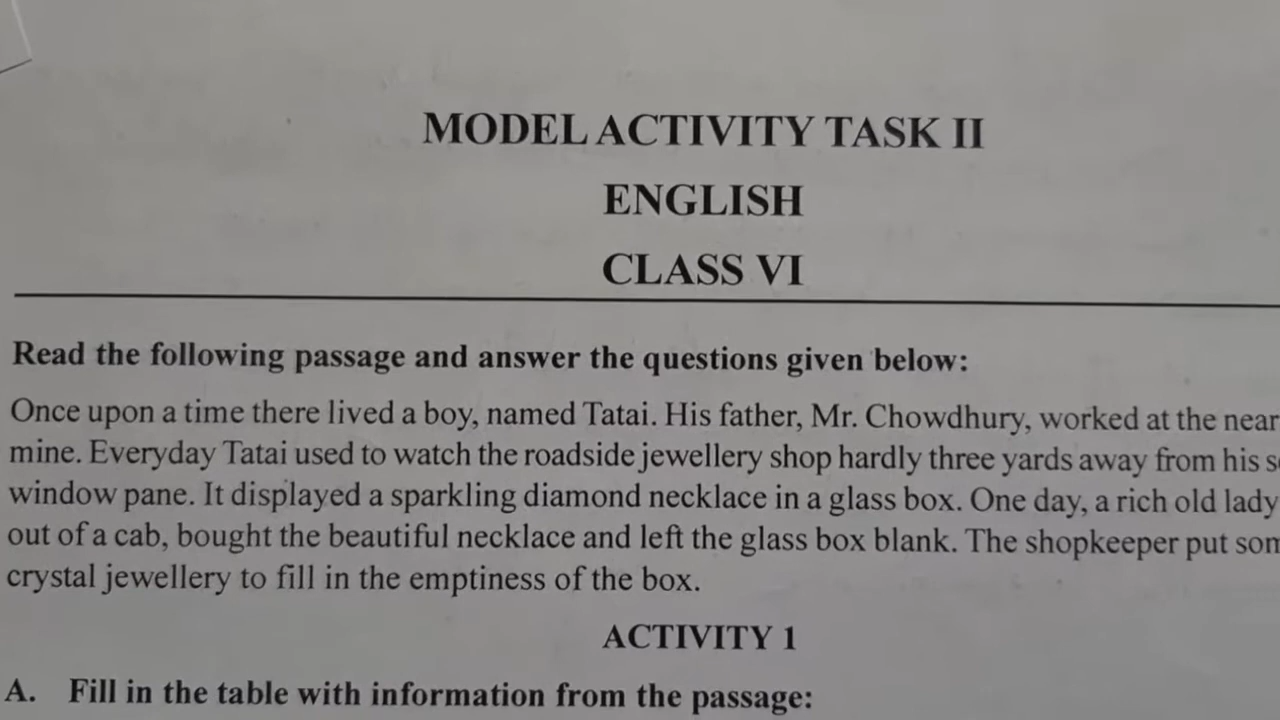 MODEL ACTIVITY TASK II
ENGLISH
CLASS VI
Read the following passage and answer the questions given below:
Once upon a time there lived a boy, named Tatai. His father, Mr. Chowdhury, worked at the near
mine. Everyday Tatai used to watch the roadside jewellery shop hardly three yards away from his
window pane. It displayed a sparkling diamond necklace in a glass box. One day, a rich old lady
out of a cab, bought the beautiful necklace and left the glass box blank. The shopkeeper put
crystal jewellery to fill in the emptiness of the box.
ACTIVITY 1
A. Fill in the table with information from the passage: